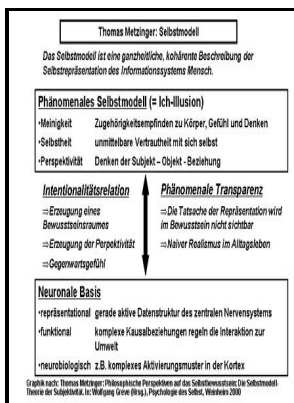 Thomas Metzinger: Selbstmodell
Das Selbstmodell ist eine ganzheitliche, kohärente Beschreibung der
Selbstrepräsentation des Informationssystems Mensch.
Phänomenales Selbstmodell (= Ich-Illusion)
•Meinigkeit Zugehörigkeitsempfinden zu Körper, Gefühl und Denken
•Selbstheit unmittelbare Vertrautheit mit sich selbst
•Perspektivität Denken der Subjekt – Objekt - Beziehung
Intentionalitätsrelation
⇒Erzeugung eines
Bewusstseinsraumes
⇒Erzeugung der Perpektivität
⇒Gegenwartsgefühl
Phänomenale Transparenz
⇒Die Tatsache der Repräsentation wird
im Bewusstsein nicht sichtbar
⇒Naiver Realismus im Alltagsleben
Neuronale Basis
•repräsentational gerade aktive Datenstruktur des zentralen Nervensystems
•funktional komplexe Kausalbeziehungen regeln die Interaktion zur
Umwelt
•neurobiologisch z.B. komplexes Aktivierungsmuster in der Kortex
Graphik nach: Thomas Metzinger: Philosophische Perspektiven auf das Selbstbewusstsein: Die Selbstmodell-
Theorie der Subjektivität. In: Wolfgang Greve (Hrsg.), Psychologie des Selbst, Weinheim 2000